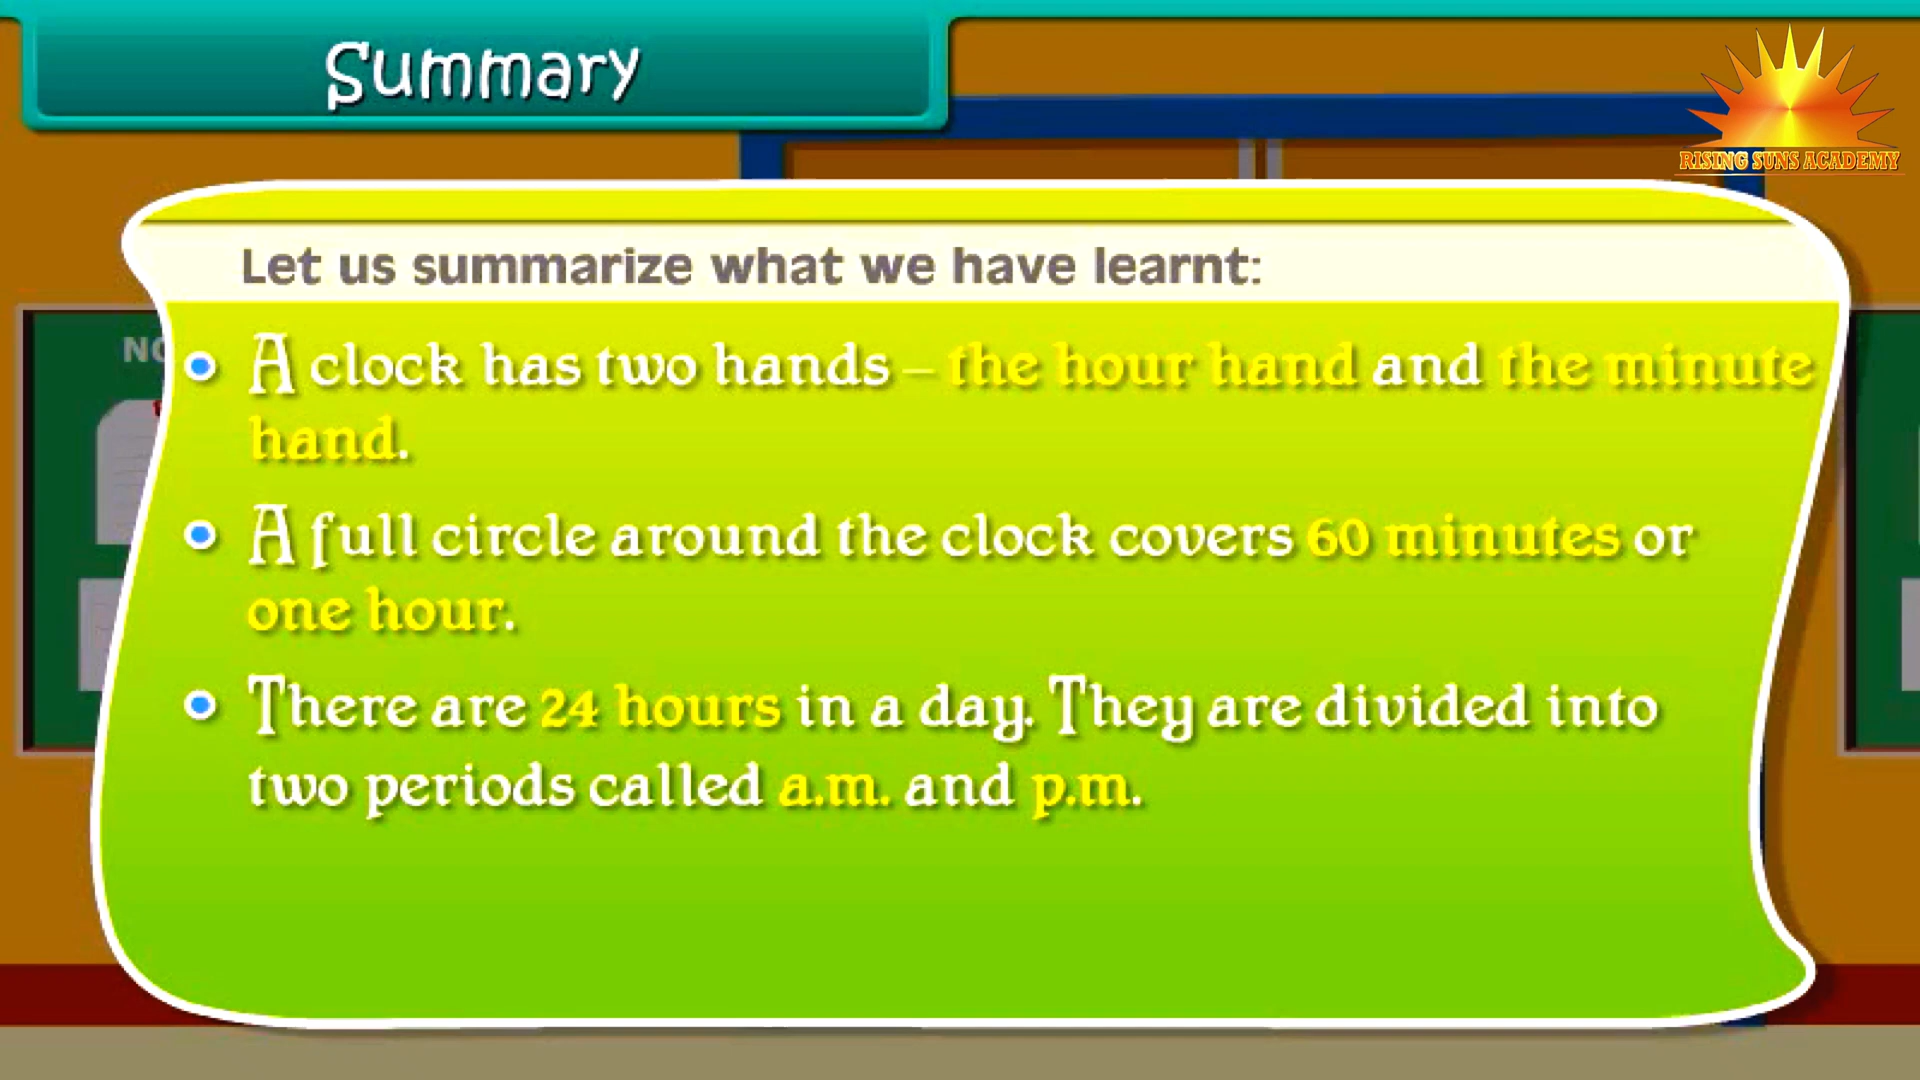 Summary
RISING SUNS ACADEMY
Let us summarize what we have learnt:
A clock has two hands – the hour hand and the minute
hand.
A full circle around the clock covers 60 minutes or
one hour.
There are 24 hours in a day. They are divided into
two periods called a.m. and p.m.